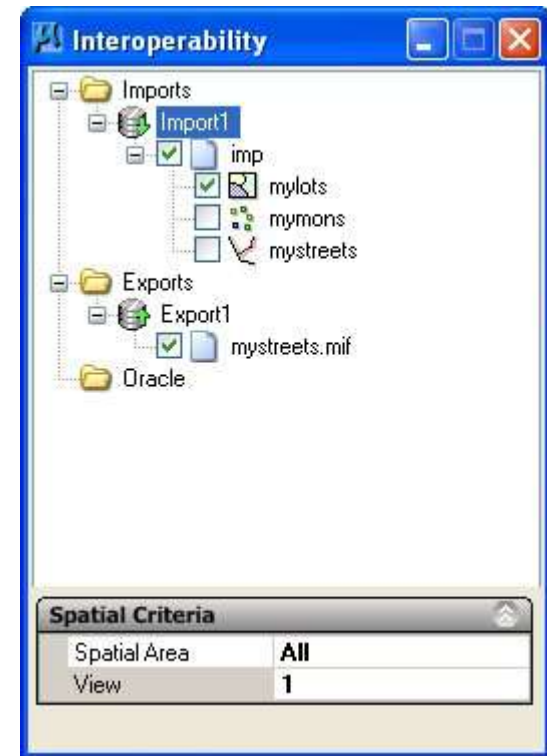 Interoperability
Imports
Import1
imp
mylots
mymons
mystreets
Exports
Export1
mystreets.mif
Oracle
Spatial Criteria
Spatial Area All
View 1